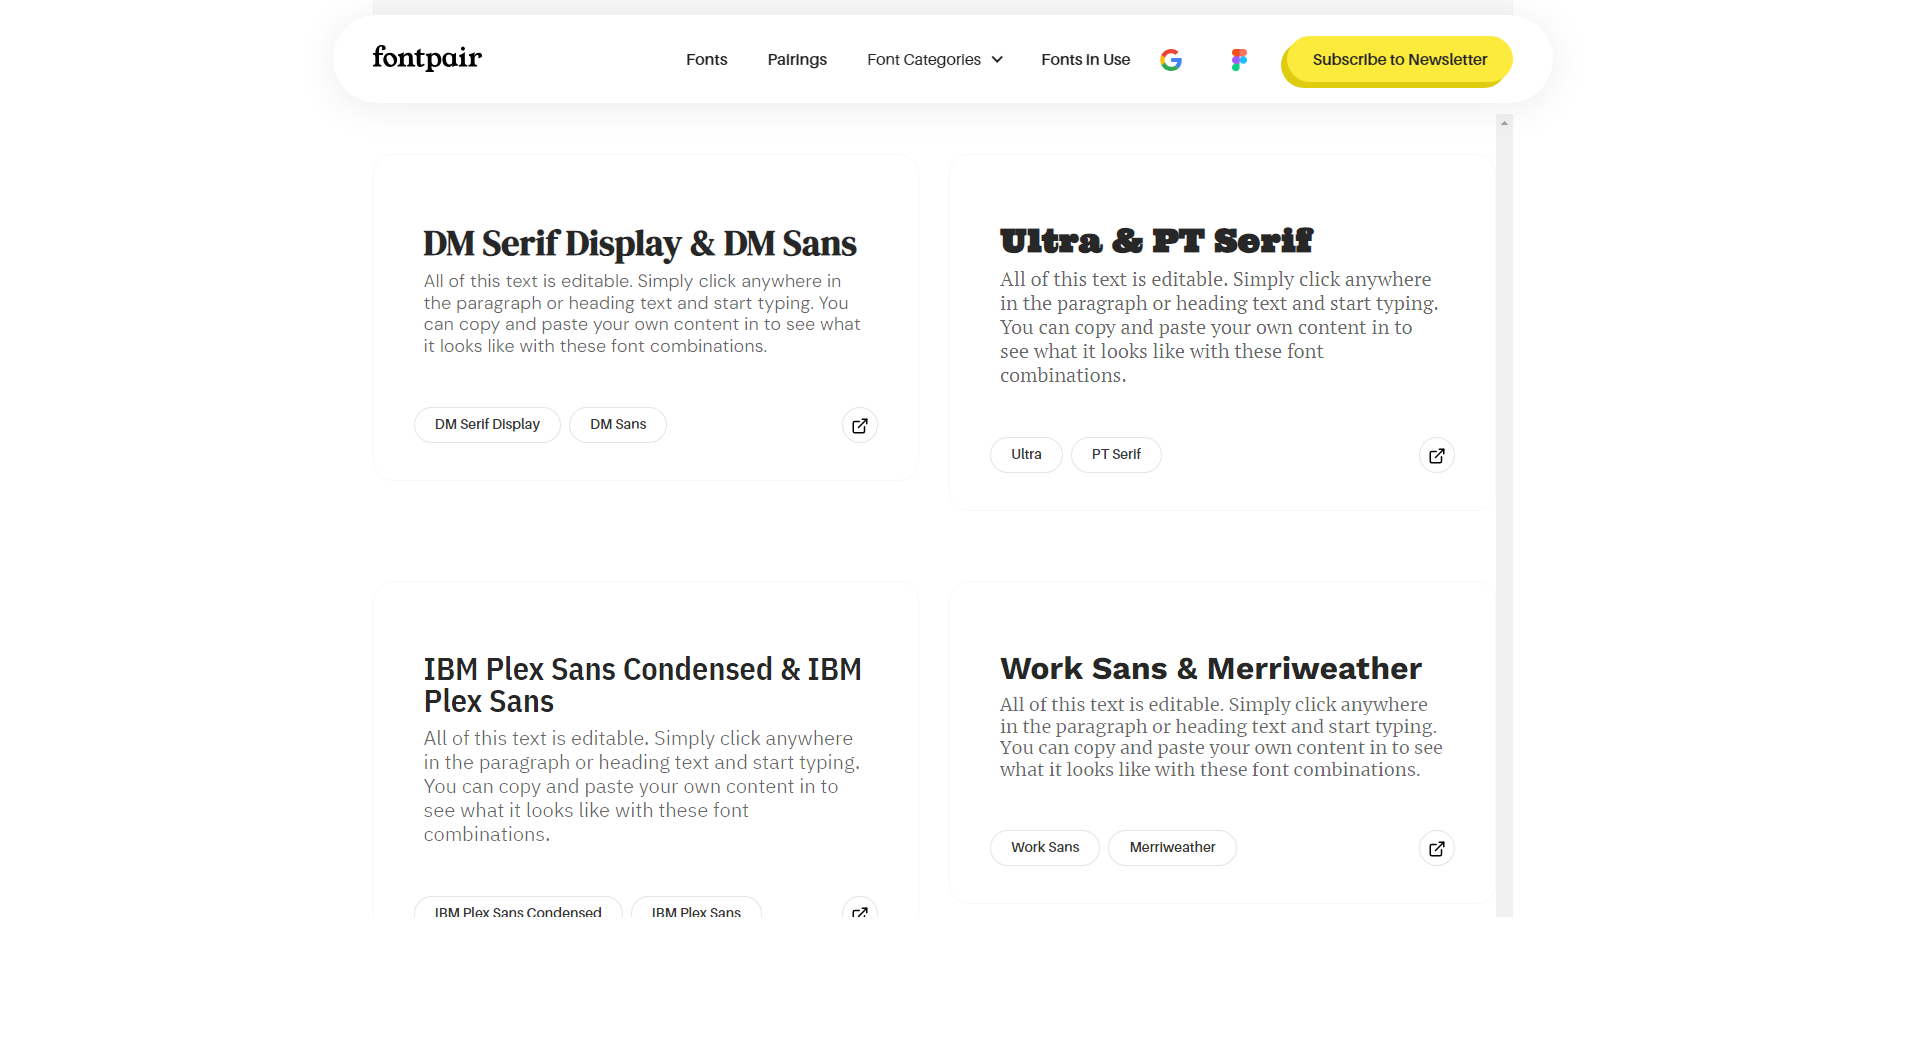 fontpair
Fonts
Pairings
Font Categories
Fonts in Use
Subscribe to Newsletter
DM Serif Display & DM Sans
All of this text is editable. Simply click anywhere in
the paragraph or heading text and start typing. You
can copy and paste your own content in to see what
it looks like with these font combinations.
DM Serif Display
DM Sans
Ultra & PT Serif
All of this text is editable. Simply click anywhere
in the paragraph or heading text and start typing.
You can copy and paste your own content in to
see what it looks like with these font
combinations.
Ultra
PT Serif
IBM Plex Sans Condensed & IBM
Plex Sans
All of this text is editable. Simply click anywhere
in the paragraph or heading text and start typing.
You can copy and paste your own content in to
see what it looks like with these font
combinations.
IBM Plex Sans Condensed
IBM Plex Sans
Work Sans & Merriweather
All of this text is editable. Simply click anywhere
in the paragraph or heading text and start typing.
You can copy and paste your own content in to see
what it looks like with these font combinations.
Work Sans
Merriweather